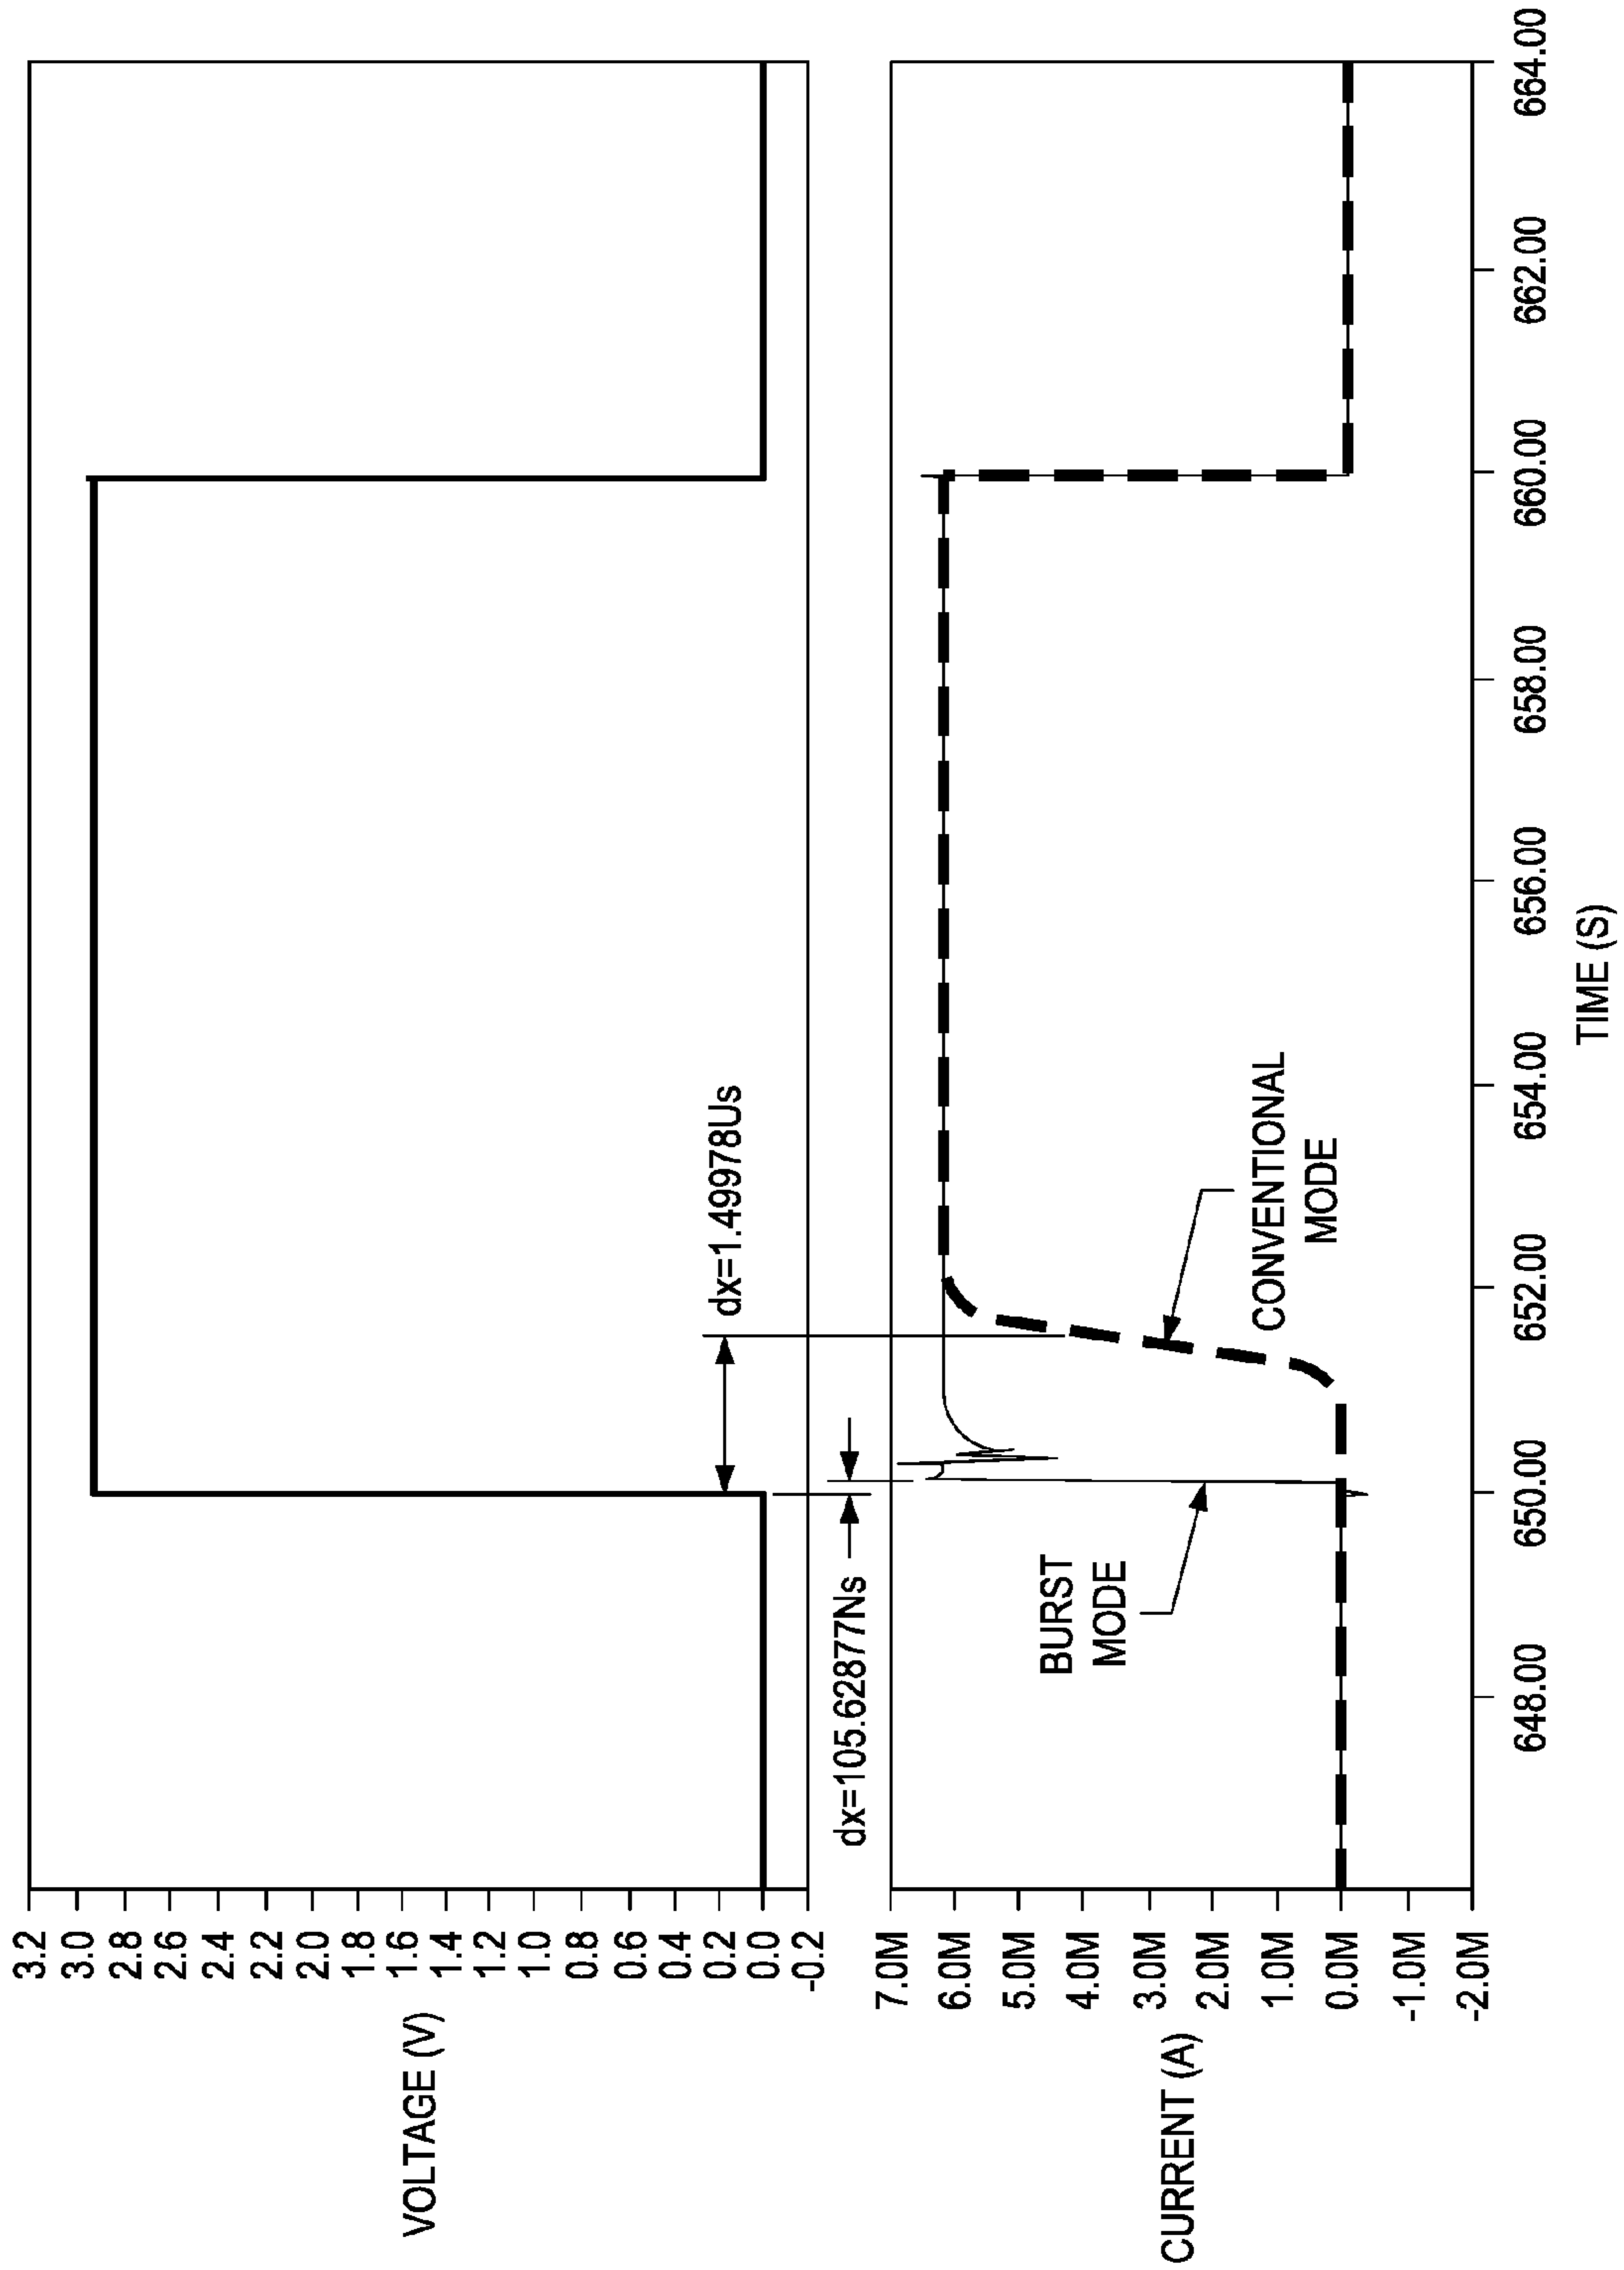 VOLTAGE (V)
3.2
3.0
2.8
2.6
2.4
2.2
2.0
1.8
1.6
1.4
1.2
1.0
0.8
0.6
0.4
0.2
0.0
-0.2
dx=1.49978Us
dx=105.62877Ns
CURRENT (A)
7.0M
6.0M
5.0M
4.0M
3.0M
2.0M
1.0M
0.0M
-1.0M
-2.0M
BURST
MODE
CONVENTIONAL
MODE
648.00
650.00
652.00
654.00
656.00
658.00
660.00
662.00
664.00
TIME (S)